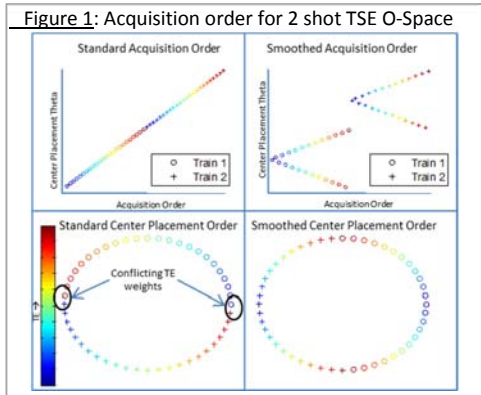 Figure 1: Acquisition order for 2 shot TSE O-Space
Standard Acquisition Order
Center Placement Theta
Train 1
Train 2
Acquisition Order
Smoothed Acquisition Order
Center Placement Theta
Train 1
Train 2
Acquisition Order
Standard Center Placement Order
TE →
Conflicting TE
weights
Smoothed Center Placement Order